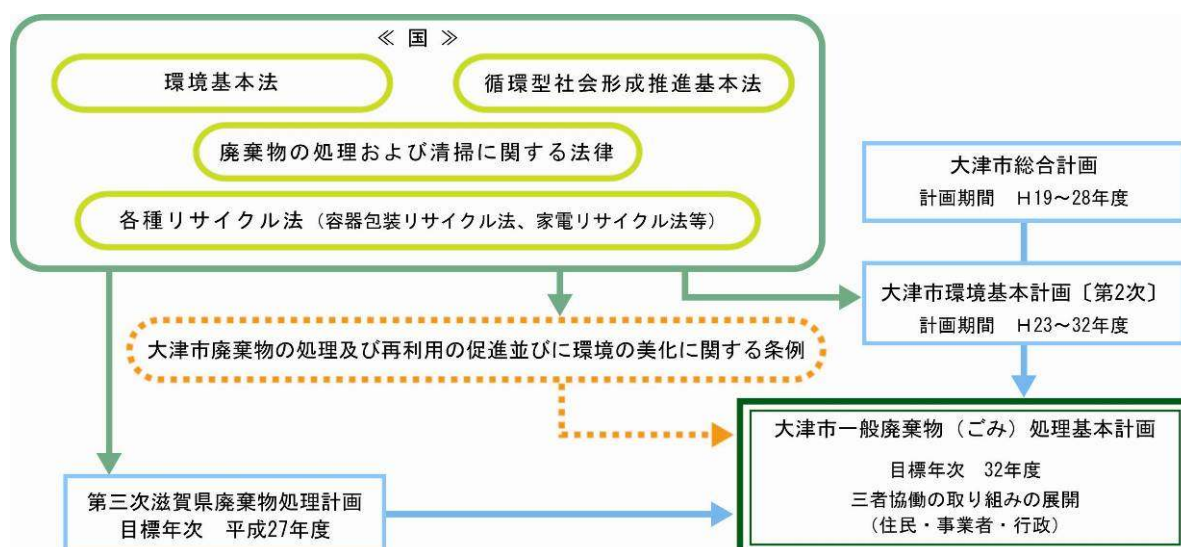 ≪ 国 ≫
環境基本法
循環型社会形成推進基本法
廃棄物の処理および清掃に関する法律
各種リサイクル法（容器包装リサイクル法、家電リサイクル法等）
大津市総合計画
計画期間　H19～28年度
大津市環境基本計画〔第2次〕
計画期間　H23～32年度
大津市廃棄物の処理及び再利用の促進並びに環境の美化に関する条例
大津市一般廃棄物（ごみ）処理基本計画
目標年次　32年度
三者協働の取り組みの展開
（住民・事業者・行政）
第三次滋賀県廃棄物処理計画
目標年次　平成27年度